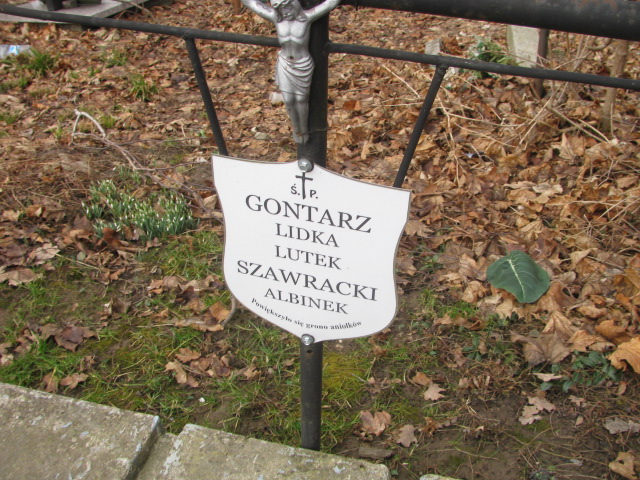 Ś. P.
GONTARZ
LIDKA
LUTEK
SZAWRACKI
ALBINEK
Powiększyło się grono aniołków